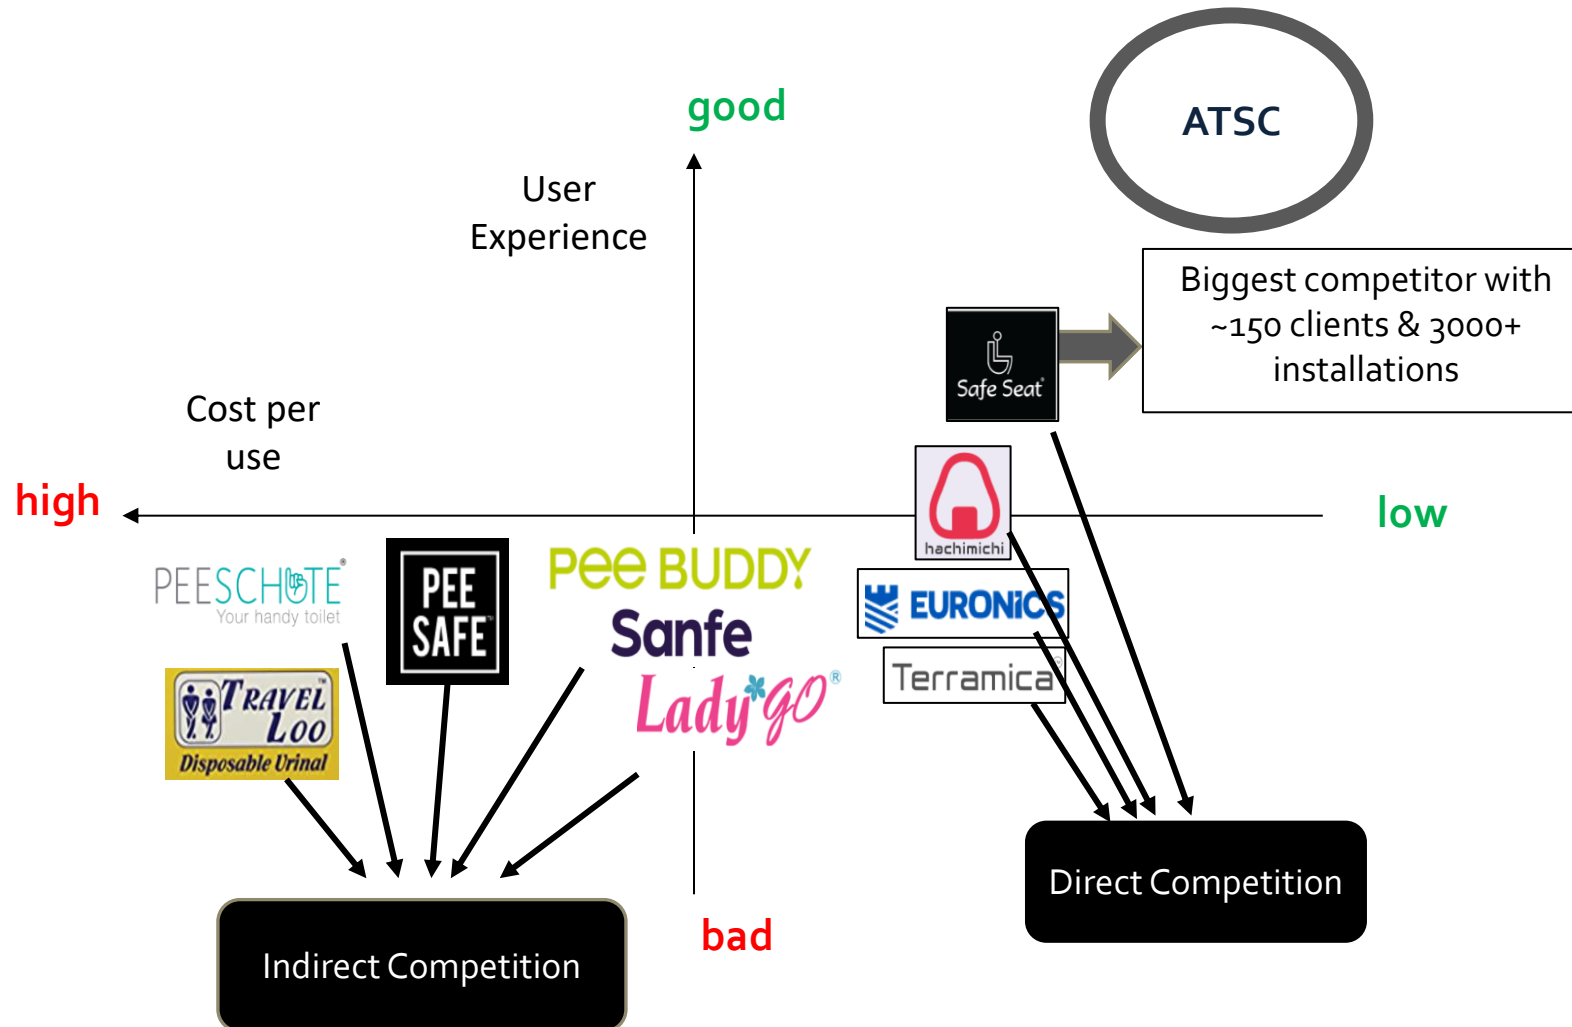 good
ATSC
User
Experience
Biggest competitor with
~150 clients & 3000+
installations
Safe Seat®
Cost per
use
high
low
hachimichi
PEESCHUTE®
Your handy toilet
PEE
SAFE™
PEE BUDDY
Sanfe
Lady*GO®
EURONICS
Terramica®
TRAVEL™
LOO
Disposable Urinal
Direct Competition
bad
Indirect Competition